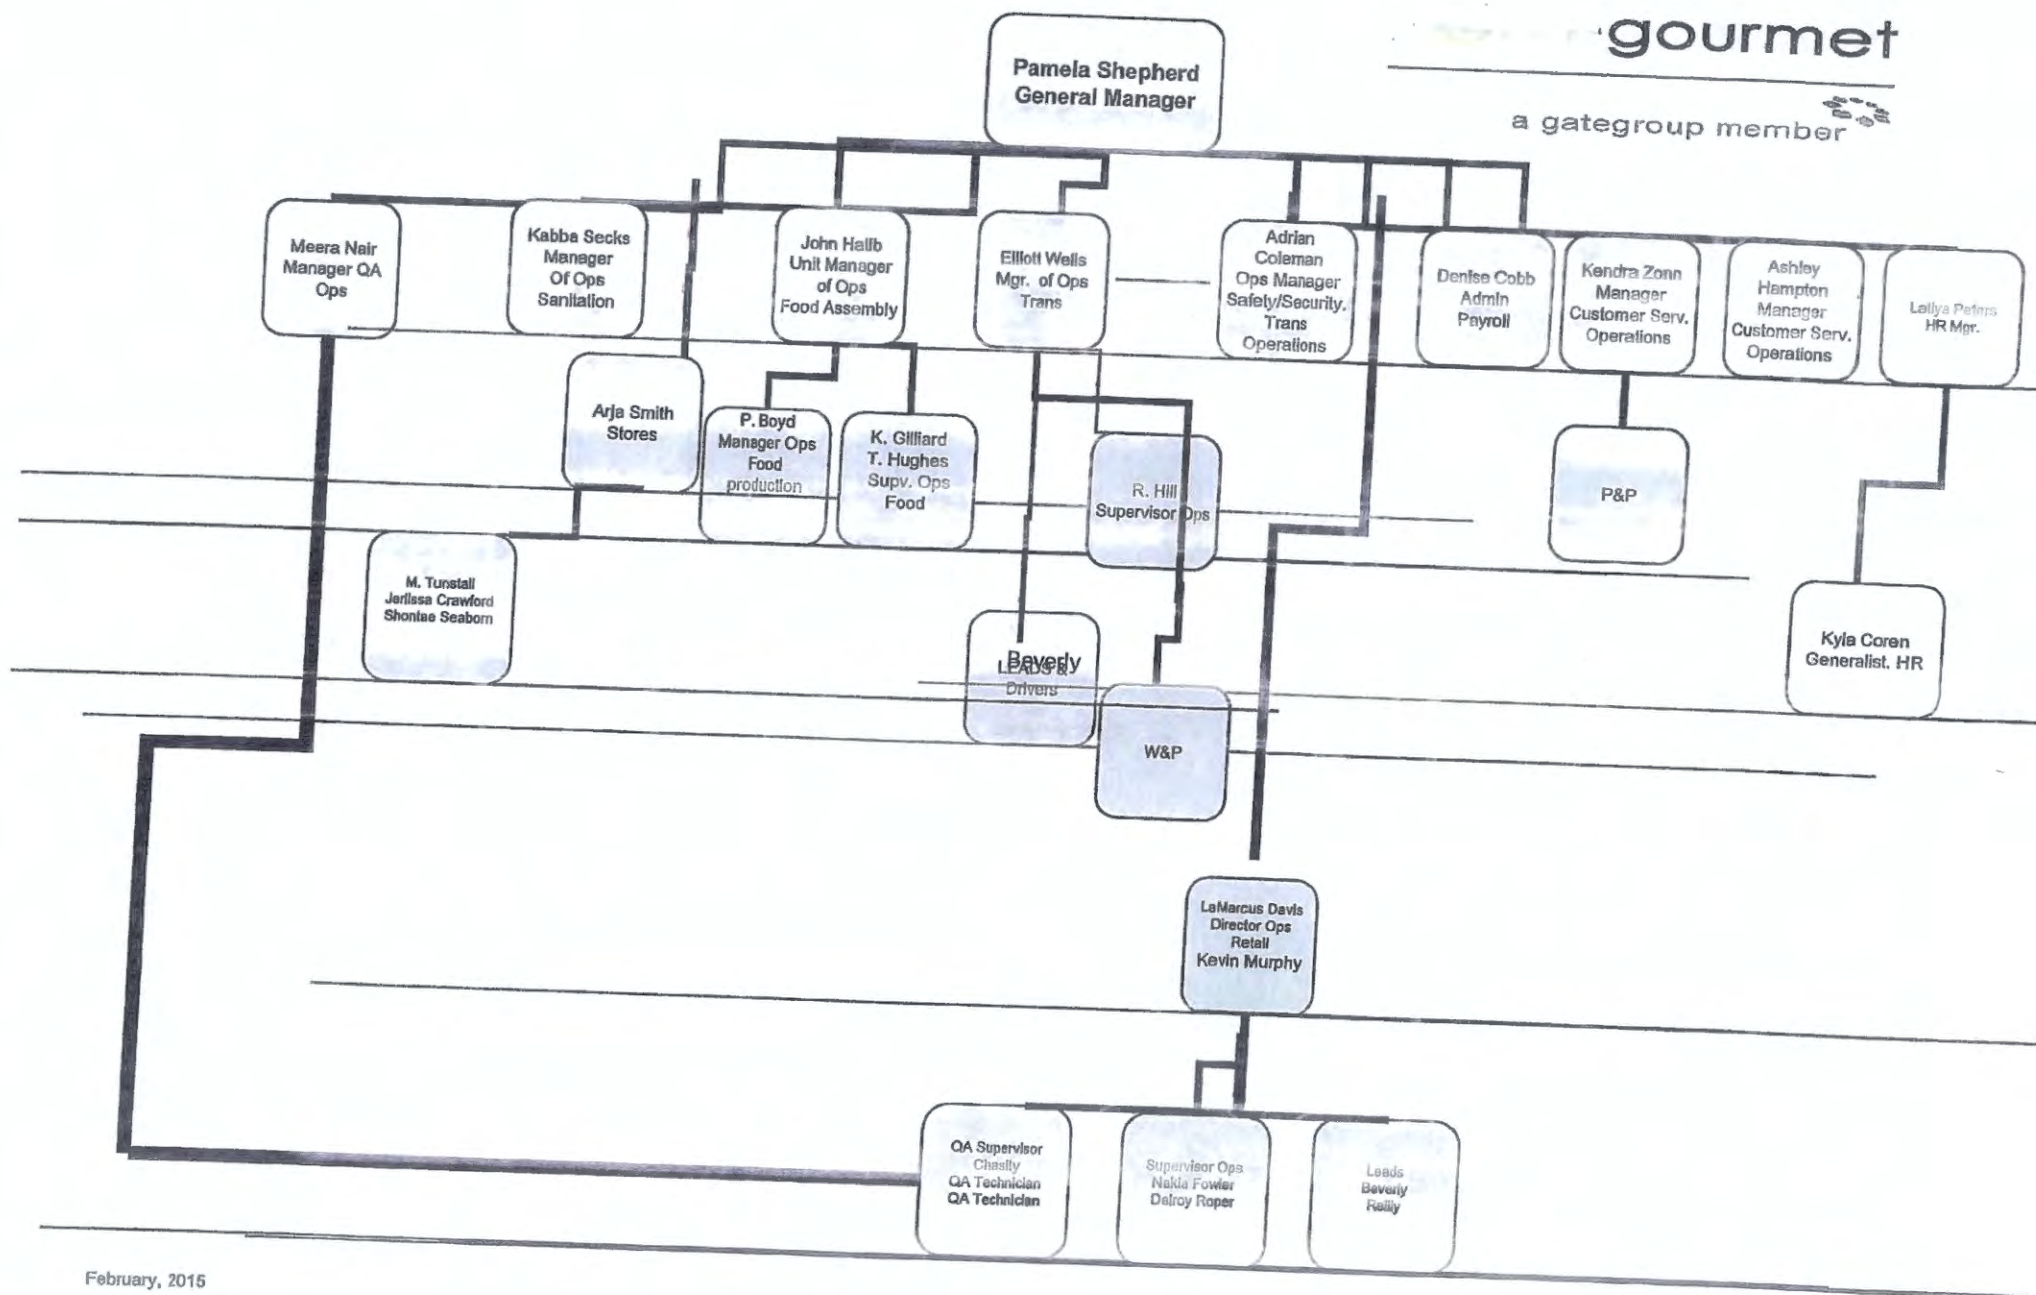 gourmet
a gategroup member
Pamela Shepherd
General Manager
Meera Nair
Manager QA
Ops
Kabba Secks
Manager
Of Ops
Sanitation
John Halib
Unit Manager
of Ops
Food Assembly
Elliott Wells
Mgr. of Ops
Trans
Adrian
Coleman
Ops Manager
Safety/Security.
Trans
Operations
Denise Cobb
Admin
Payroll
Kendra Zonn
Manager
Customer Serv.
Operations
Ashley
Hampton
Manager
Customer Serv.
Operations
Peters
HR Mgr.
Arja Smith
Stores
P. Boyd
Manager Ops
Food
production
K. Gilliard
T. Hughes
Supv. Ops
Food
R. Hill
Supervisor Ops
P&P
M. Tunstall
Jerlissa Crawford
Shontae Seaborn
Beverly
LEADS &
Drivers
W&P
Kyla Coren
Generalist. HR
LaMarcus Davis
Director Ops
Retail
Kevin Murphy
QA Supervisor
QA Technician
QA Technician
Supervisor Ops
Nakia Fowler
Delroy Roper
Leads
Beverly
Reilly
February, 2015